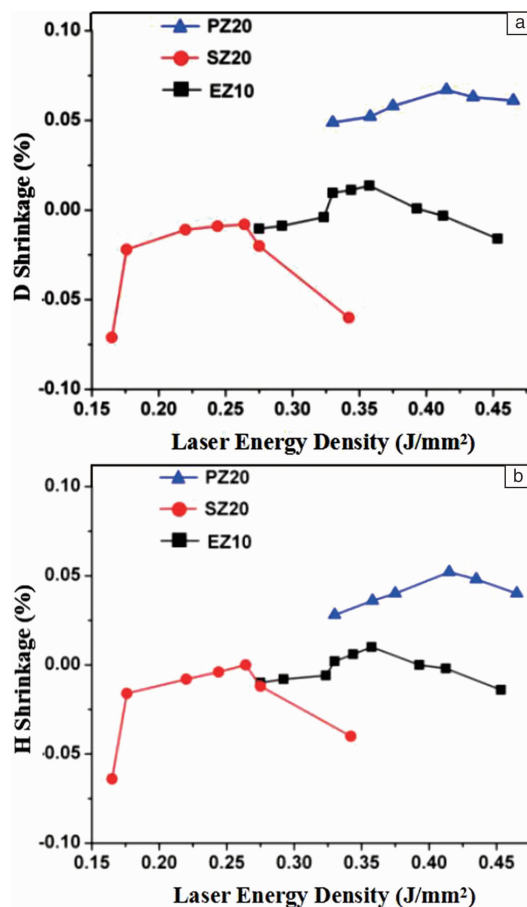 a
0.10
PZ20
SZ20
EZ10
0.05
0.00
-0.05
-0.10
D Shrinkage (%)
0.15 0.20 0.25 0.30 0.35 0.40 0.45
Laser Energy Density (J/mm²)
b
0.10
PZ20
SZ20
EZ10
0.05
0.00
-0.05
-0.10
H Shrinkage (%)
0.15 0.20 0.25 0.30 0.35 0.40 0.45
Laser Energy Density (J/mm²)